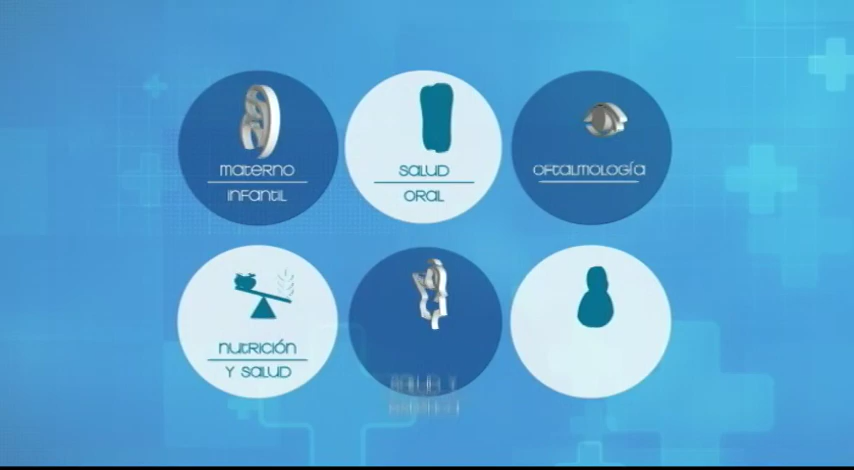 MATERNO
INFANTIL
SALUD
ORAL
OFTALMOLOGÍA
NUTRICIÓN
Y SALUD